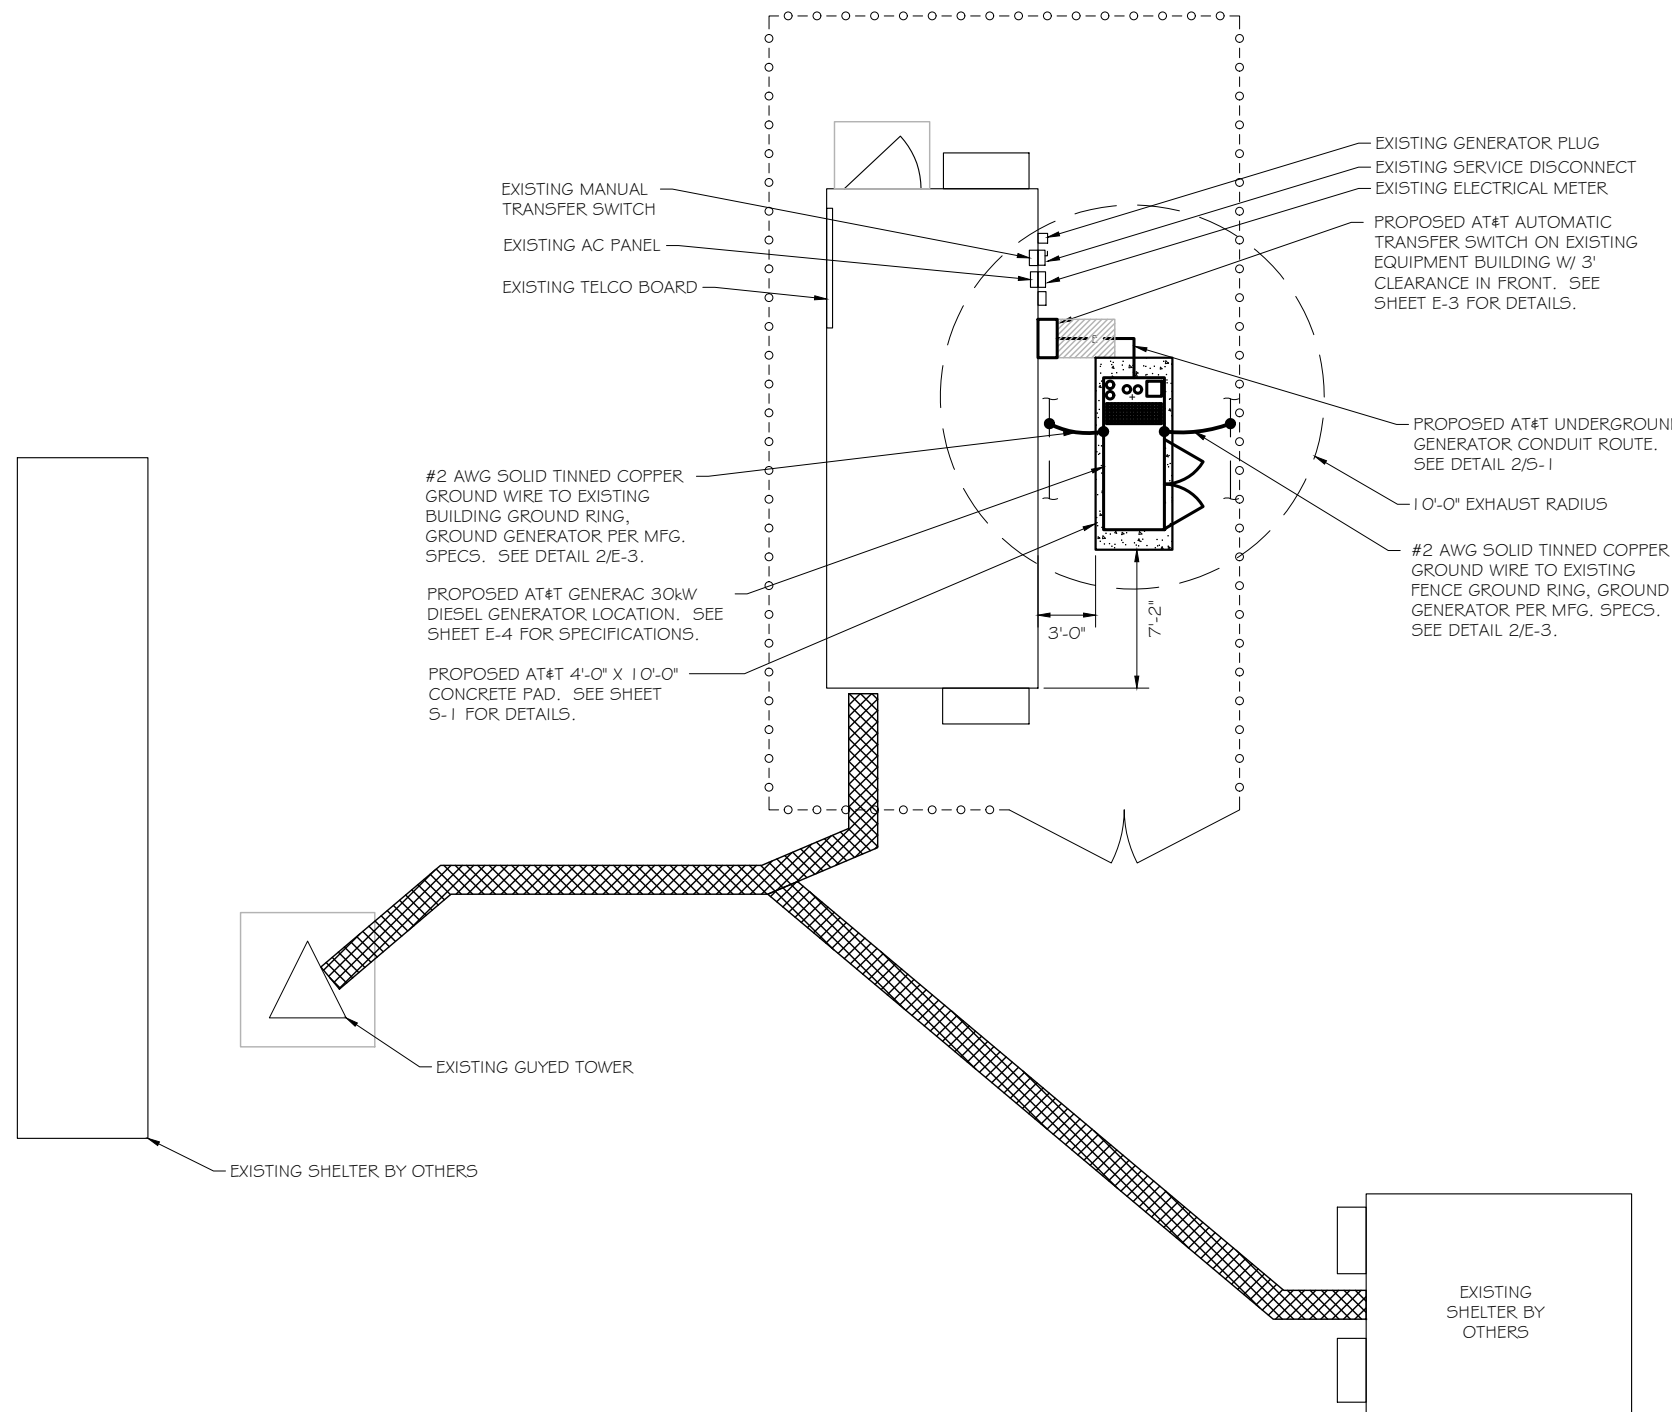 EXISTING MANUAL
TRANSFER SWITCH
EXISTING AC PANEL
EXISTING TELCO BOARD
EXISTING GENERATOR PLUG
EXISTING SERVICE DISCONNECT
EXISTING ELECTRICAL METER
PROPOSED AT&T AUTOMATIC
TRANSFER SWITCH ON EXISTING
EQUIPMENT BUILDING W/ 3'
CLEARANCE IN FRONT. SEE
SHEET E-3 FOR DETAILS.
E
PROPOSED AT&T UNDERGROUND
GENERATOR CONDUIT ROUTE.
SEE DETAIL 2/S-1
10'-0" EXHAUST RADIUS
#2 AWG SOLID TINNED COPPER
GROUND WIRE TO EXISTING
FENCE GROUND RING, GROUND
GENERATOR PER MFG. SPECS.
SEE DETAIL 2/E-3.
#2 AWG SOLID TINNED COPPER
GROUND WIRE TO EXISTING
BUILDING GROUND RING,
GROUND GENERATOR PER MFG.
SPECS. SEE DETAIL 2/E-3.
PROPOSED AT&T GENERAC 30kW
DIESEL GENERATOR LOCATION. SEE
SHEET E-4 FOR SPECIFICATIONS.
PROPOSED AT&T 4'-0" X 10'-0"
CONCRETE PAD. SEE SHEET
S-1 FOR DETAILS.
3'-0"
7'-2"
EXISTING GUYED TOWER
EXISTING SHELTER BY OTHERS
EXISTING
SHELTER BY
OTHERS